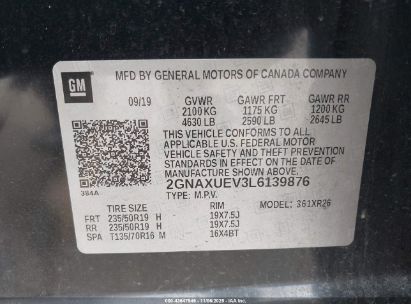 GM
MFD BY GENERAL MOTORS OF CANADA COMPANY
09/19 GVWR GAWR FRT GAWR RR
2100 KG 1175 KG 1200 KG
4630 LB 2590 LB 2645 LB
THIS VEHICLE CONFORMS TO ALL
APPLICABLE U.S. FEDERAL MOTOR
VEHICLE SAFETY AND THEFT PREVENTION
STANDARDS IN EFFECT ON THE DATE OF
MANUFACTURE SHOWN ABOVE.
384A
2GNAXUEV3L6139876
TYPE: M.P.V. MODEL: 361XR26
TIRE SIZE RIM
FRT 235/50R19 H 19X7.5J
RR 235/50R19 H 19X7.5J
SPA T135/70R16 M 16X4BT